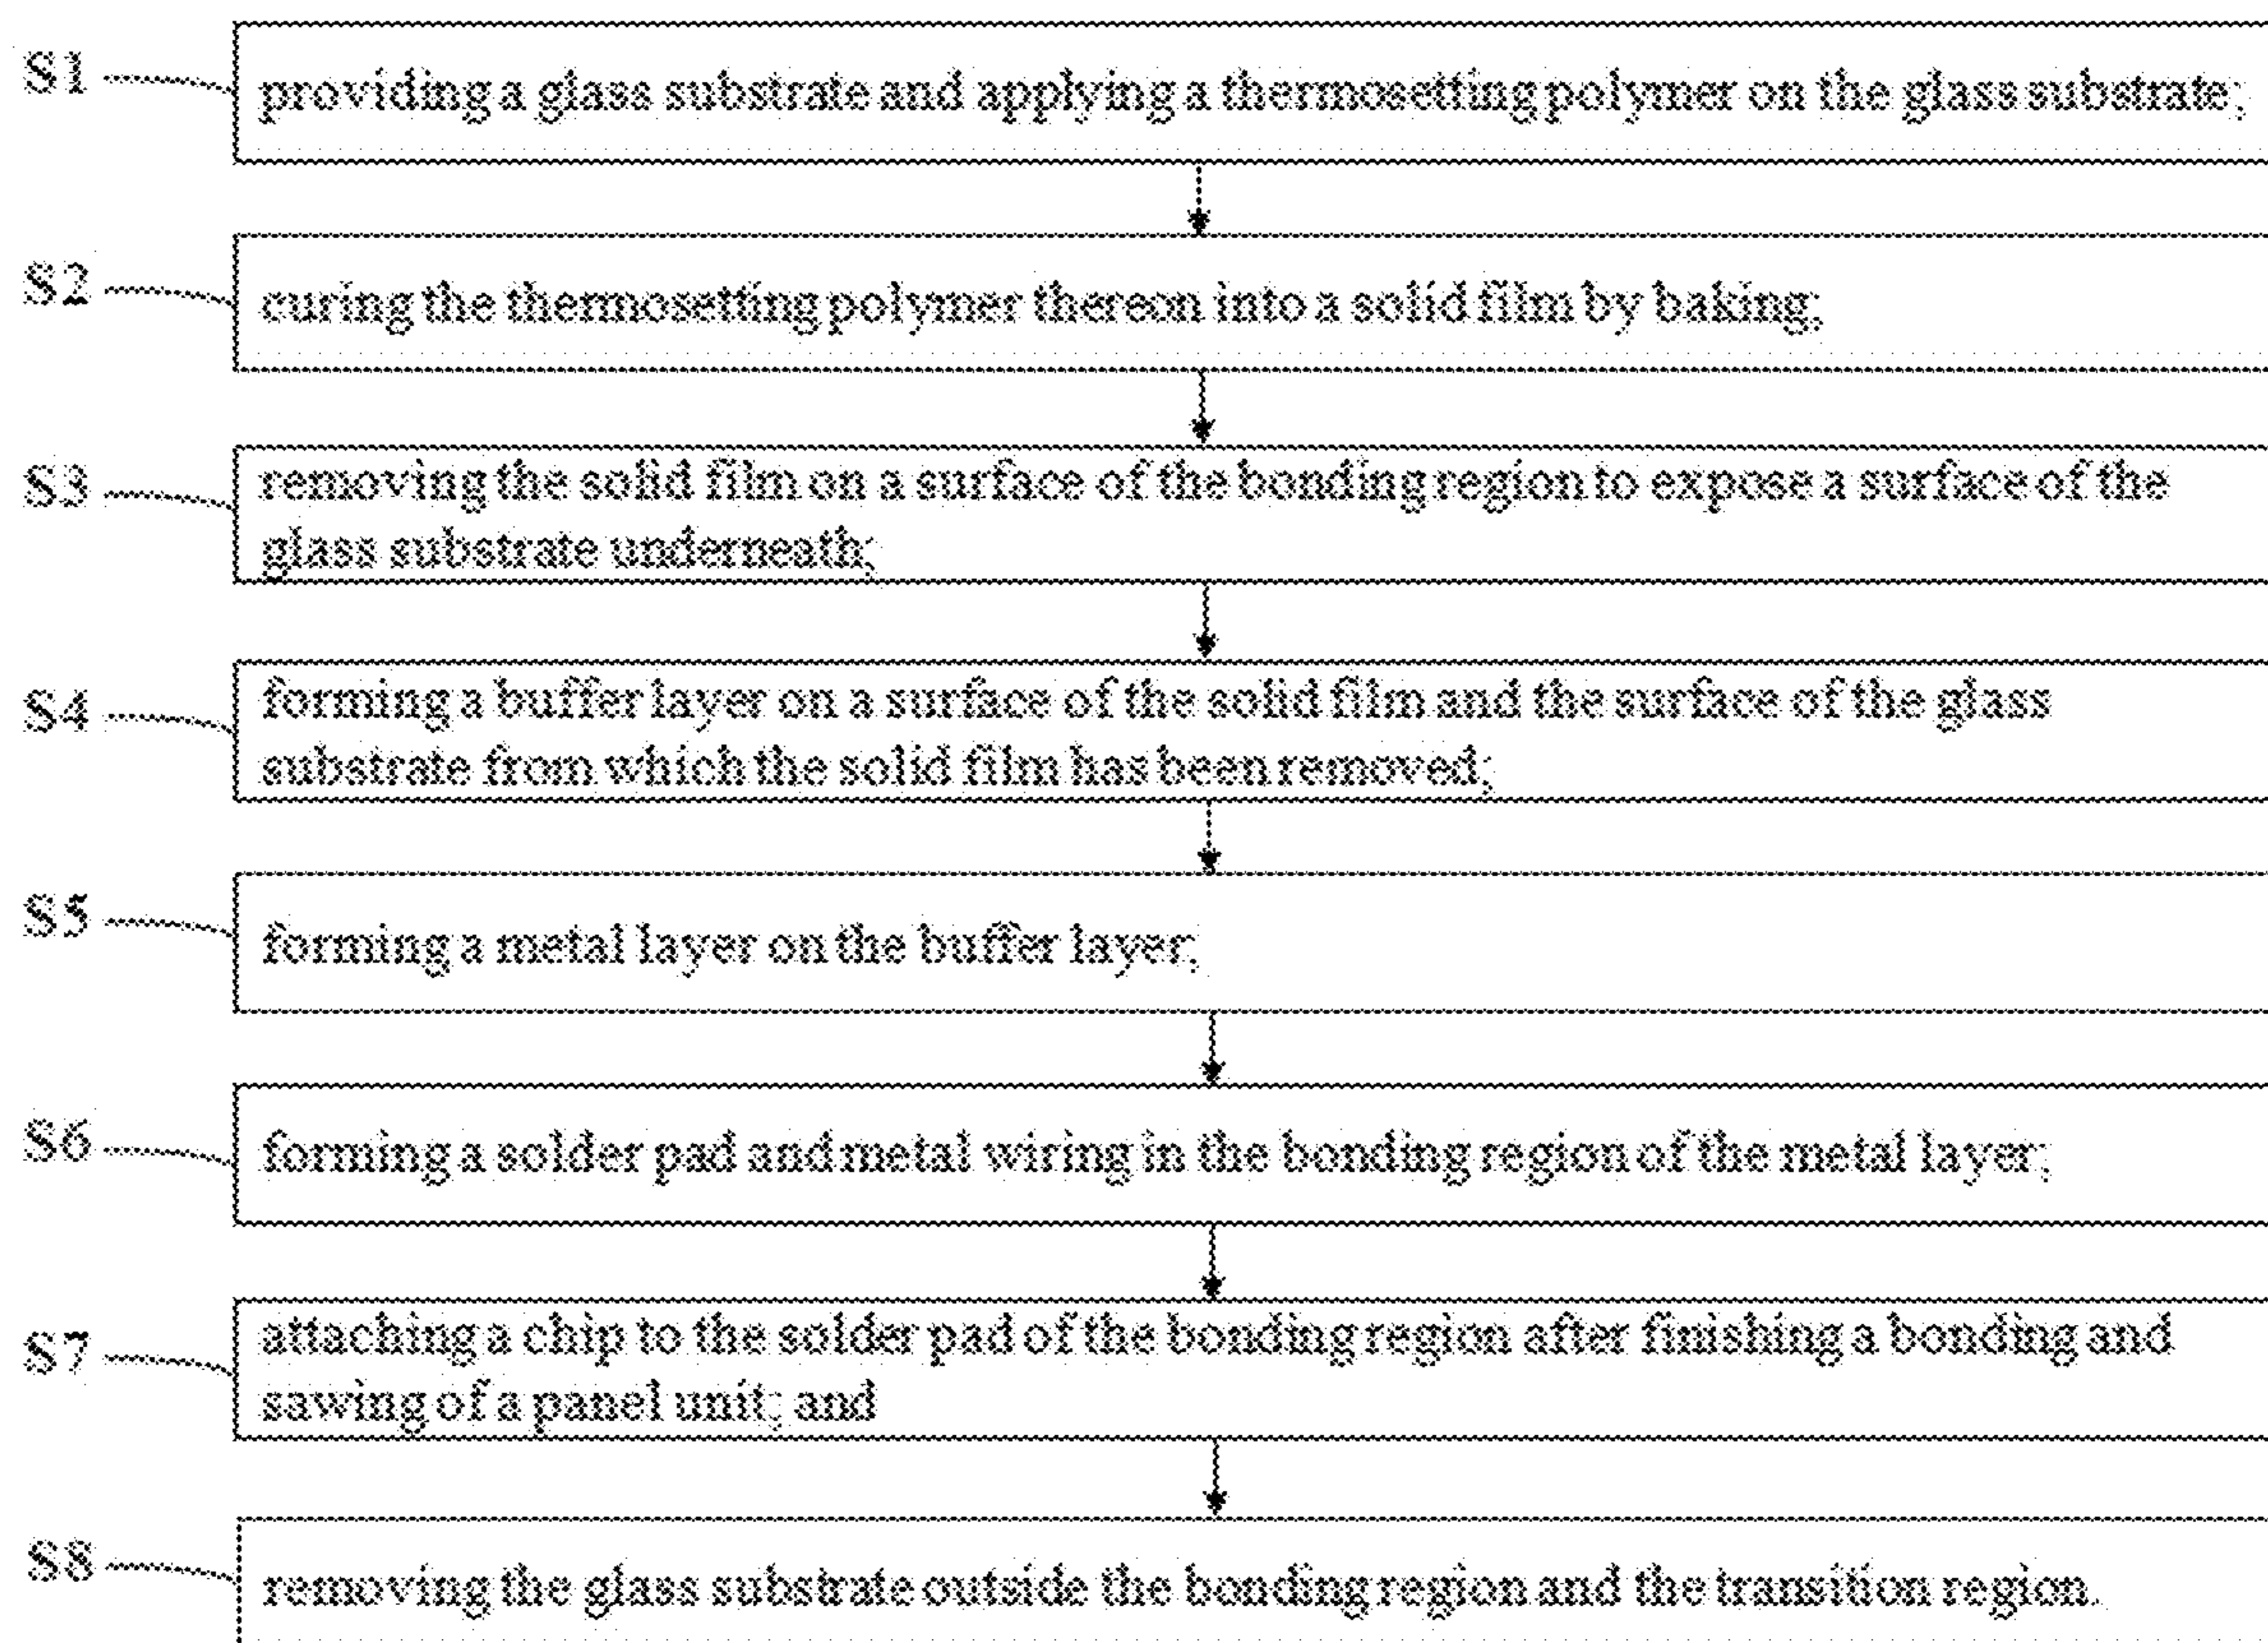 S1
providing a glass substrate and applying a thermosetting polymer on the glass substrate;
S2
curing the thermosetting polymer thereon into a solid film by baking;
S3
removing the solid film on a surface of the bonding region to expose a surface of the
glass substrate underneath;
S4
forming a buffer layer on a surface of the solid film and the surface of the glass
substrate from which the solid film has been removed;
S5
forming a metal layer on the buffer layer;
S6
forming a solder pad and metal wiring in the bonding region of the metal layer;
S7
attaching a chip to the solder pad of the bonding region after finishing a bonding and
sawing of a panel unit; and
S8
removing the glass substrate outside the bonding region and the transition region.